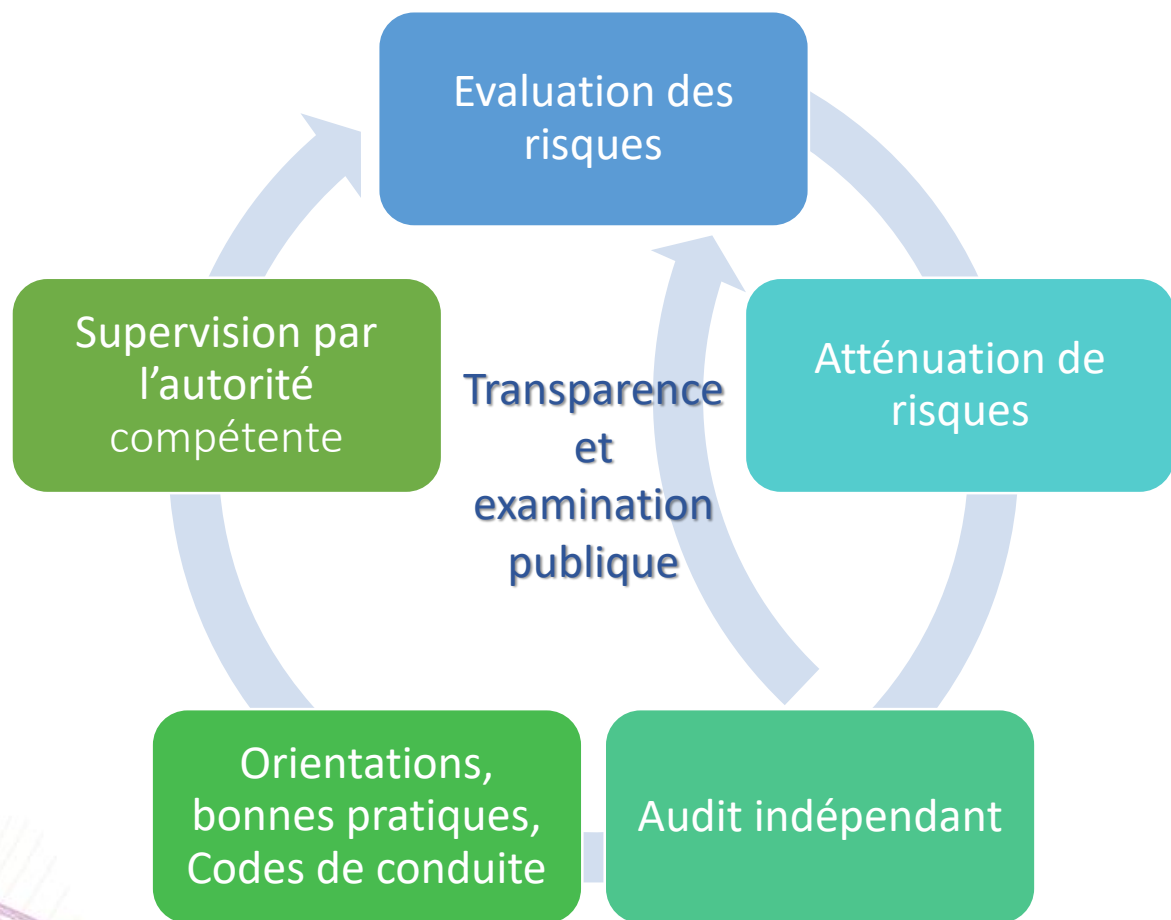 Evaluation des
risques
Atténuation de
risques
Audit indépendant
Orientations,
bonnes pratiques,
Codes de conduite
Supervision par
l’autorité
compétente
Transparence
et
examination
publique